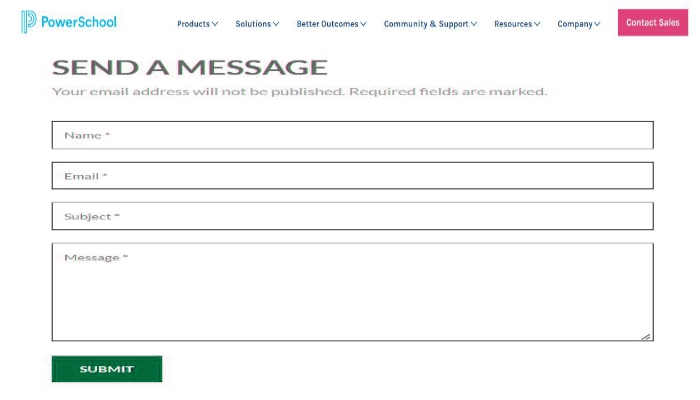 PowerSchool
Products Solutions Better Outcomes Community & Support Resources Company Contact Sales
SEND A MESSAGE
Your email address will not be published. Required fields are marked.
Name *
Email *
Subject *
Message *
SUBMIT